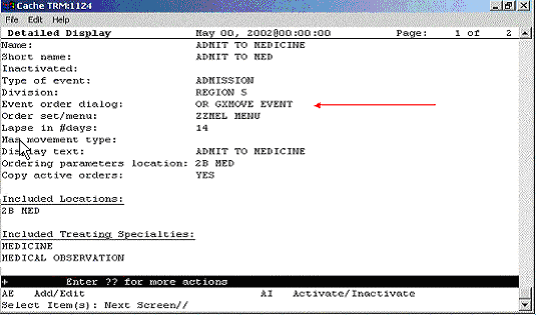 Cache TRM:1124
File Edit Help
Detailed Display May 00, 2002@00:00:00 Page: 1 of 2
Name: ADMIT TO MEDICINE
Short name: ADMIT TO MED
Inactivated:
Type of event: ADMISSION
Division: REGION 5
Event order dialog: OR GXMOVE EVENT
Order set/menu: ZZMEL MENU
Lapse in #days: 14
Has movement type:
Display text: ADMIT TO MEDICINE
Ordering parameters location: 2B MED
Copy active orders: YES
Included Locations:
2B MED
Included Treating Specialties:
MEDICINE
MEDICAL OBSERVATION
+ Enter ?? for more actions
AE Add/Edit AI Activate/Inactivate
Select Item(s): Next Screen//